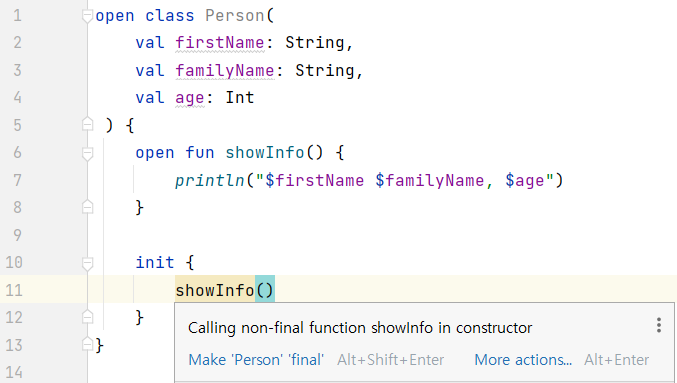 1 open class Person(
2 val firstName: String,
3 val familyName: String,
4 val age: Int
5 ) {
6 open fun showInfo() {
7 println("$firstName $familyName, $age")
8 }
9
10 init {
11 showInfo()
12 }
Calling non-final function showInfo in constructor
13 }
Make 'Person' 'final' Alt+Shift+Enter More actions... Alt+Enter
14